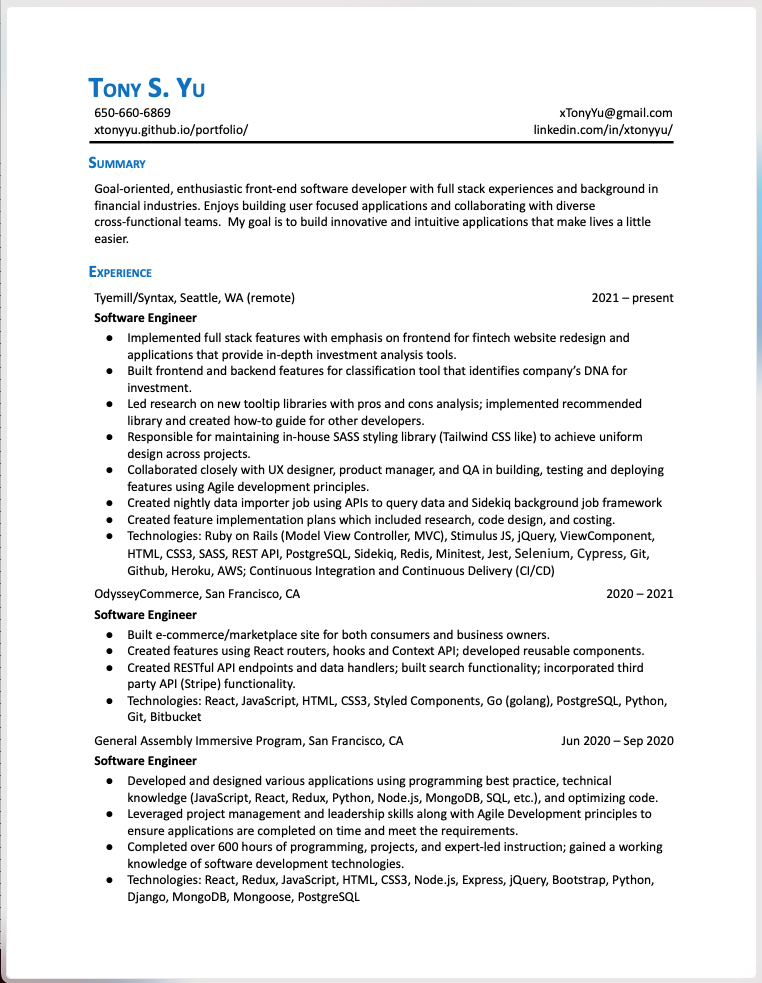 Tony S. Yu
650-660-6869 xTonyYu@gmail.com
xtonyyu.github.io/portfolio/ linkedin.com/in/xtonyyu/
Summary
Goal-oriented, enthusiastic front-end software developer with full stack experiences and background in
financial industries. Enjoys building user focused applications and collaborating with diverse
cross-functional teams.  My goal is to build innovative and intuitive applications that make lives a little
easier.
Experience
Tyemill/Syntax, Seattle, WA (remote) 2021 – present
Software Engineer
● Implemented full stack features with emphasis on frontend for fintech website redesign and
applications that provide in-depth investment analysis tools.
● Built frontend and backend features for classification tool that identifies company’s DNA for
investment.
● Led research on new tooltip libraries with pros and cons analysis; implemented recommended
library and created how-to guide for other developers.
● Responsible for maintaining in-house SASS styling library (Tailwind CSS like) to achieve uniform
design across projects.
● Collaborated closely with UX designer, product manager, and QA in building, testing and deploying
features using Agile development principles.
● Created nightly data importer job using APIs to query data and Sidekiq background job framework
● Created feature implementation plans which included research, code design, and costing.
● Technologies: Ruby on Rails (Model View Controller, MVC), Stimulus JS, jQuery, ViewComponent,
HTML, CSS3, SASS, REST API, PostgreSQL, Sidekiq, Redis, Minitest, Jest, Selenium, Cypress, Git,
Github, Heroku, AWS; Continuous Integration and Continuous Delivery (CI/CD)
OdysseyCommerce, San Francisco, CA 2020 – 2021
Software Engineer
● Built e-commerce/marketplace site for both consumers and business owners.
● Created features using React routers, hooks and Context API; developed reusable components.
● Created RESTful API endpoints and data handlers; built search functionality; incorporated third
party API (Stripe) functionality.
● Technologies: React, JavaScript, HTML, CSS3, Styled Components, Go (golang), PostgreSQL, Python,
Git, Bitbucket
General Assembly Immersive Program, San Francisco, CA Jun 2020 – Sep 2020
Software Engineer
● Developed and designed various applications using programming best practice, technical
knowledge (JavaScript, React, Redux, Python, Node.js, MongoDB, SQL, etc.), and optimizing code.
● Leveraged project management and leadership skills along with Agile Development principles to
ensure applications are completed on time and meet the requirements.
● Completed over 600 hours of programming, projects, and expert-led instruction; gained a working
knowledge of software development technologies.
● Technologies: React, Redux, JavaScript, HTML, CSS3, Node.js, Express, jQuery, Bootstrap, Python,
Django, MongoDB, Mongoose, PostgreSQL